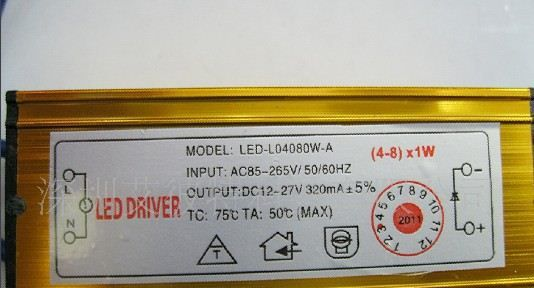 MODEL: LED-L04080W-A
(4-8) x1W
INPUT: AC85-265V/ 50/60HZ
OUTPUT:DC12-27V 320mA±5%
TC: 75℃ TA: 50℃ (MAX)
LED DRIVER
L
N
T
1 2 3 4 5 6 7 8 9 10 11 12
2011